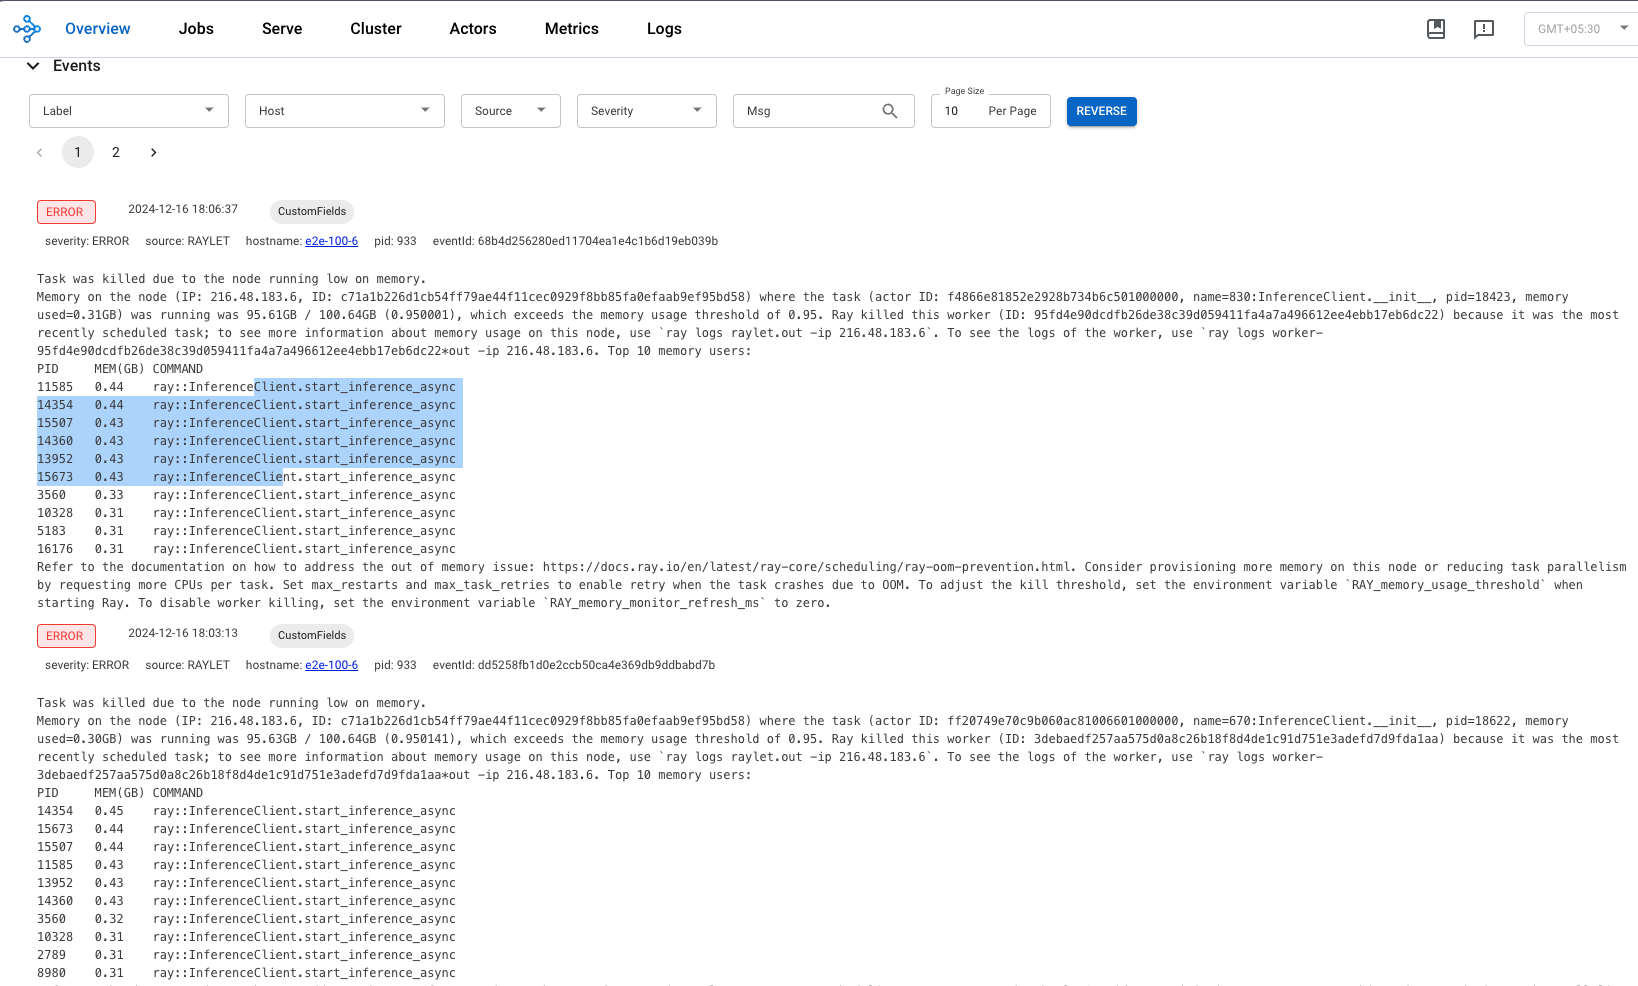 Overview Jobs Serve Cluster Actors Metrics Logs GMT+05:30
Events
Label Host Source Severity Msg Page Size 10 Per Page REVERSE
1 2
ERROR 2024-12-16 18:06:37 CustomFields
severity: ERROR source: RAYLET hostname: e2e-100-6 pid: 933 eventId: 68b4d256280ed11704ea1e4c1b6d19eb039b
Task was killed due to the node running low on memory.
Memory on the node (IP: 216.48.183.6, ID: c71a1b226d1cb54ff79ae44f11cec0929f8bb85fa0efaab9ef95bd58) where the task (actor ID: f4866e81852e2928b734b6c501000000, name=830:InferenceClient.__init__, pid=18423, memory
used=0.31GB) was running was 95.61GB / 100.64GB (0.950001), which exceeds the memory usage threshold of 0.95. Ray killed this worker (ID: 95fd4e90dcdfb26de38c39d059411fa4a7a496612ee4ebb17eb6dc22) because it was the most
recently scheduled task; to see more information about memory usage on this node, use `ray logs raylet.out -ip 216.48.183.6`. To see the logs of the worker, use `ray logs worker-
95fd4e90dcdfb26de38c39d059411fa4a7a496612ee4ebb17eb6dc22*out -ip 216.48.183.6. Top 10 memory users:
PID MEM(GB) COMMAND
11585 0.44 ray::InferenceClient.start_inference_async
14354 0.44 ray::InferenceClient.start_inference_async
15507 0.43 ray::InferenceClient.start_inference_async
14360 0.43 ray::InferenceClient.start_inference_async
13952 0.43 ray::InferenceClient.start_inference_async
15673 0.43 ray::InferenceClient.start_inference_async
3560 0.33 ray::InferenceClient.start_inference_async
10328 0.31 ray::InferenceClient.start_inference_async
5183 0.31 ray::InferenceClient.start_inference_async
16176 0.31 ray::InferenceClient.start_inference_async
Refer to the documentation on how to address the out of memory issue: https://docs.ray.io/en/latest/ray-core/scheduling/ray-oom-prevention.html. Consider provisioning more memory on this node or reducing task parallelism
by requesting more CPUs per task. Set max_restarts and max_task_retries to enable retry when the task crashes due to OOM. To adjust the kill threshold, set the environment variable `RAY_memory_usage_threshold` when
starting Ray. To disable worker killing, set the environment variable `RAY_memory_monitor_refresh_ms` to zero.
ERROR 2024-12-16 18:03:13 CustomFields
severity: ERROR source: RAYLET hostname: e2e-100-6 pid: 933 eventId: dd5258fb1d0e2ccb50ca4e369db9ddbabd7b
Task was killed due to the node running low on memory.
Memory on the node (IP: 216.48.183.6, ID: c71a1b226d1cb54ff79ae44f11cec0929f8bb85fa0efaab9ef95bd58) where the task (actor ID: ff20749e70c9b060ac81006601000000, name=670:InferenceClient.__init__, pid=18622, memory
used=0.30GB) was running was 95.63GB / 100.64GB (0.950141), which exceeds the memory usage threshold of 0.95. Ray killed this worker (ID: 3debaedf257aa575d0a8c26b18f8d4de1c91d751e3adefd7d9fda1aa) because it was the most
recently scheduled task; to see more information about memory usage on this node, use `ray logs raylet.out -ip 216.48.183.6`. To see the logs of the worker, use `ray logs worker-
3debaedf257aa575d0a8c26b18f8d4de1c91d751e3adefd7d9fda1aa*out -ip 216.48.183.6. Top 10 memory users:
PID MEM(GB) COMMAND
14354 0.45 ray::InferenceClient.start_inference_async
15673 0.44 ray::InferenceClient.start_inference_async
15507 0.44 ray::InferenceClient.start_inference_async
11585 0.43 ray::InferenceClient.start_inference_async
13952 0.43 ray::InferenceClient.start_inference_async
14360 0.43 ray::InferenceClient.start_inference_async
3560 0.32 ray::InferenceClient.start_inference_async
10328 0.31 ray::InferenceClient.start_inference_async
2789 0.31 ray::InferenceClient.start_inference_async
8980 0.31 ray::InferenceClient.start_inference_async